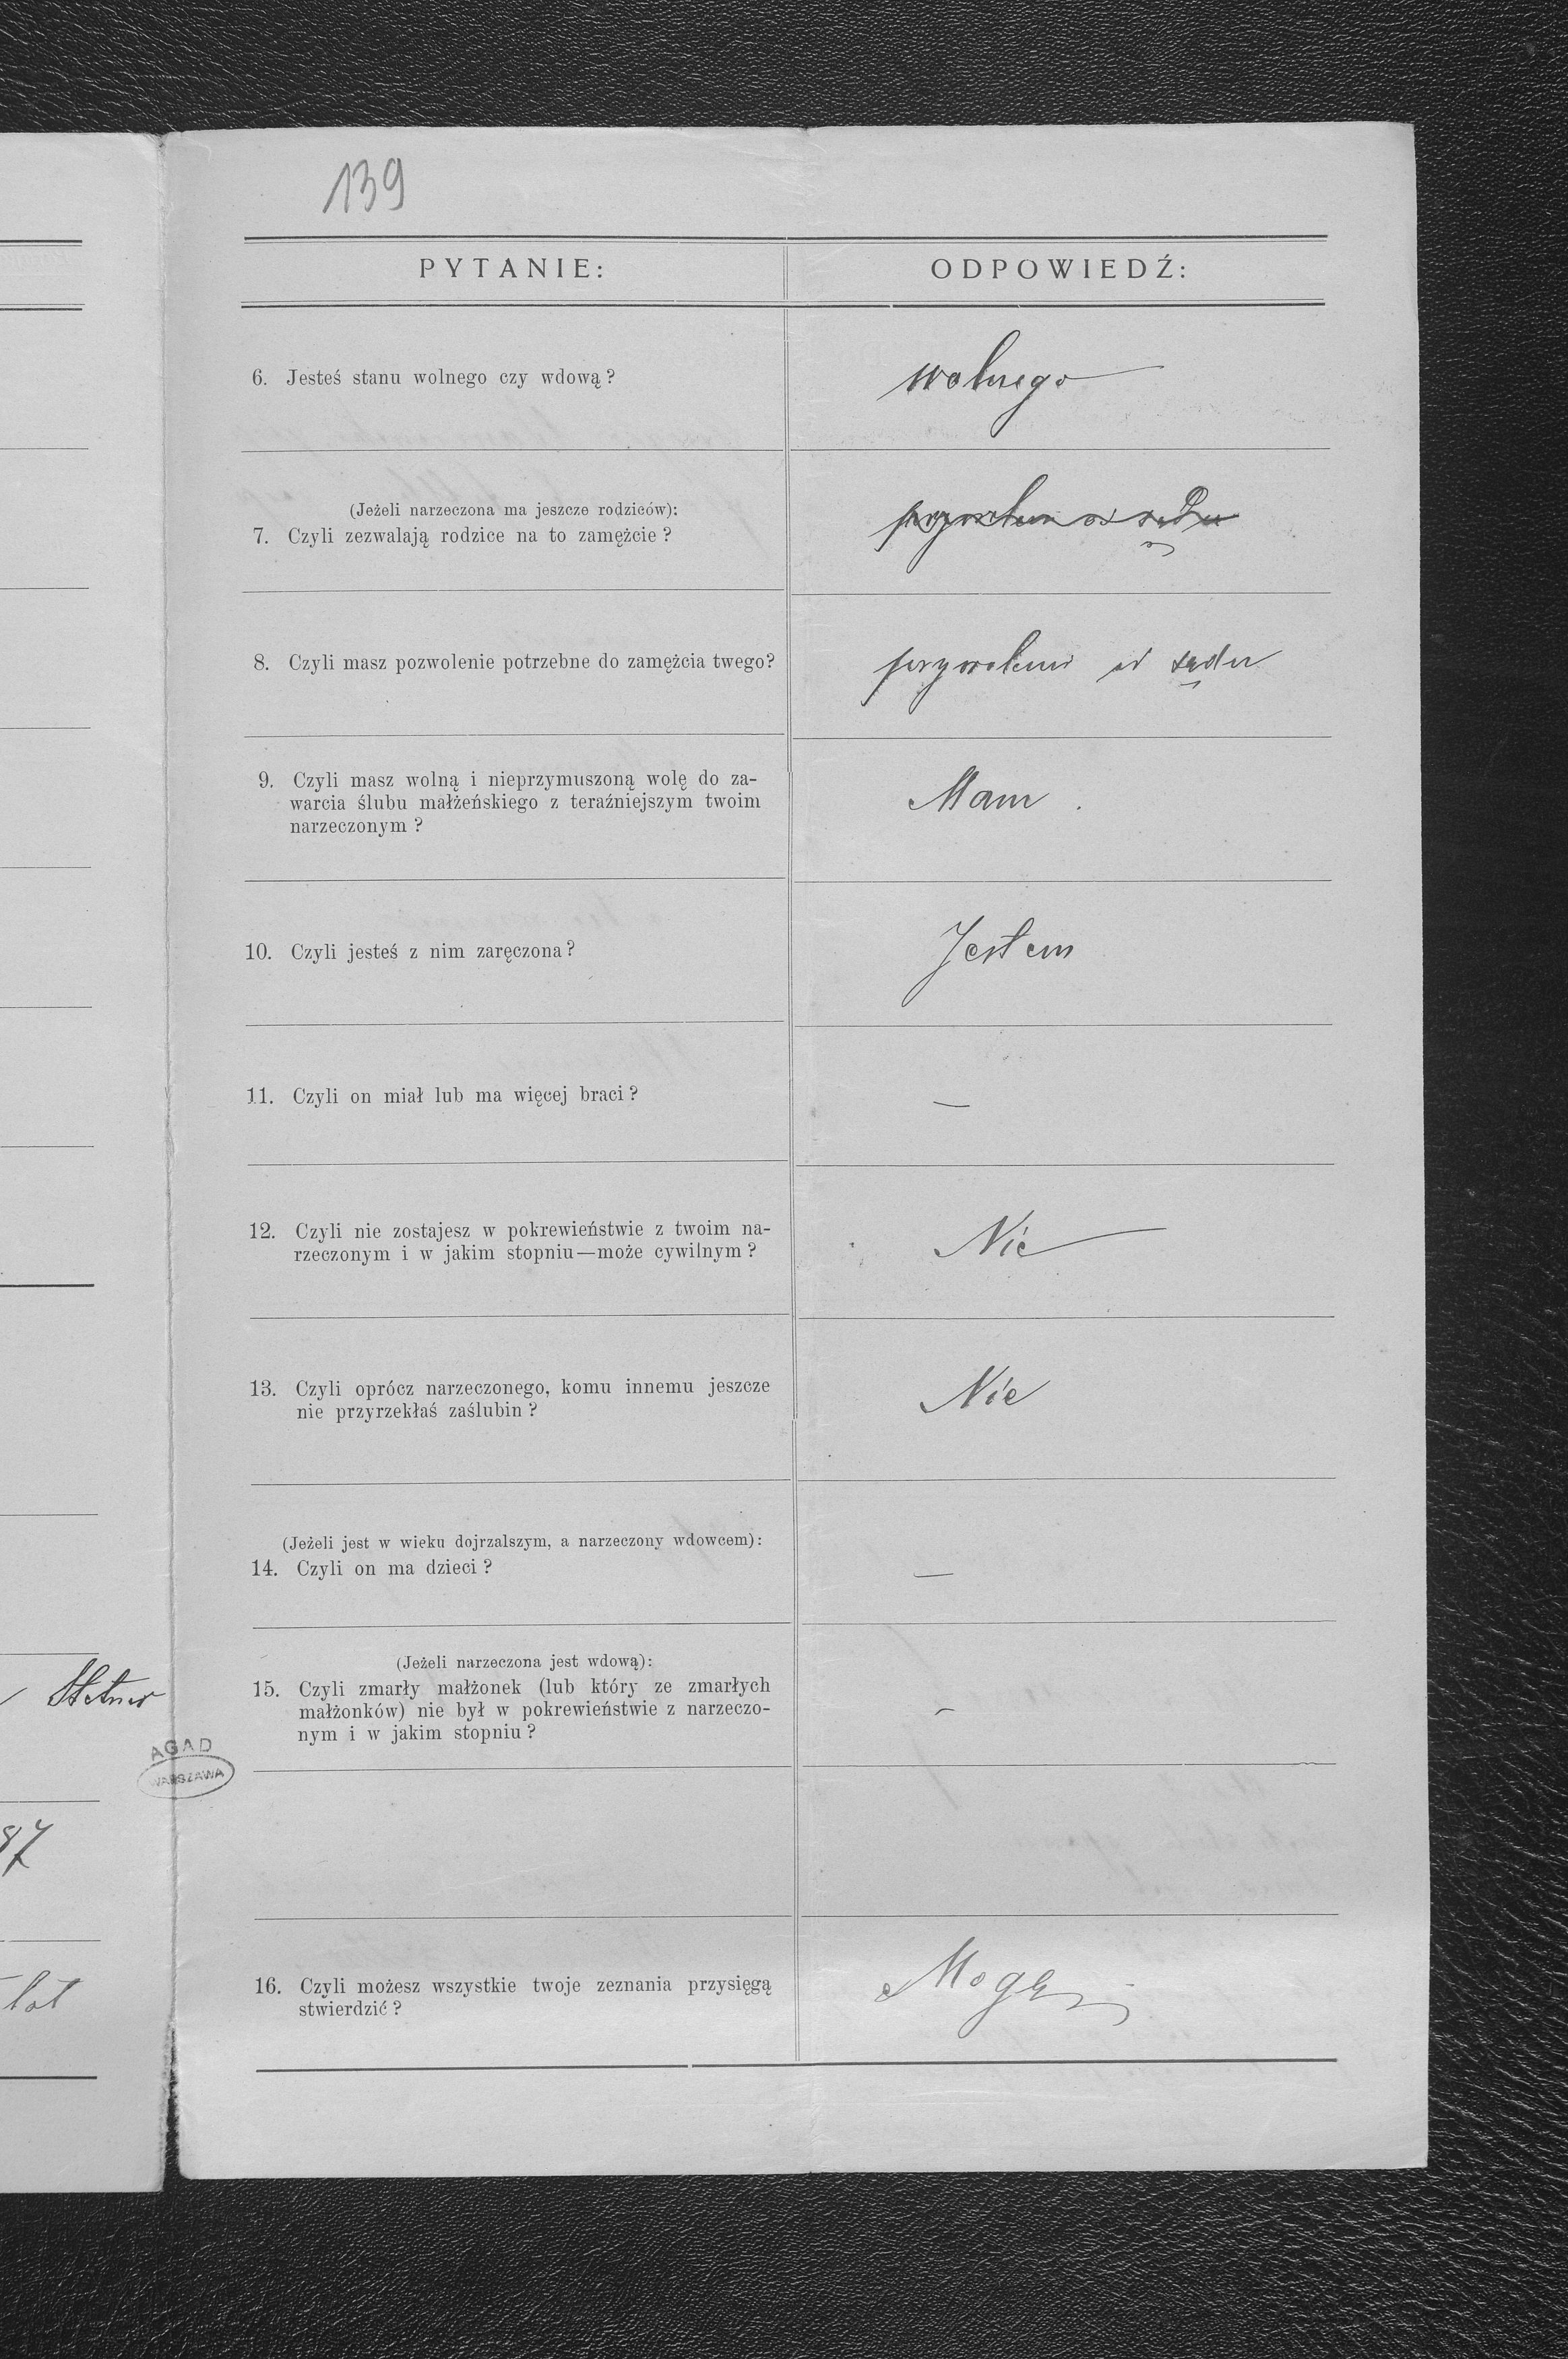 139
PYTANIE: ODPOWIEDŹ:
6. Jesteś stanu wolnego czy wdową? wolnego
(Jeżeli narzeczona ma jeszcze rodziców):
7. Czyli zezwalają rodzice na to zamężcie?
8. Czyli masz pozwolenie potrzebne do zamężcia twego? od sądu
9. Czyli masz wolną i nieprzymuszoną wolę do za-
warcia ślubu małżeńskiego z teraźniejszym twoim
narzeczonym? Mam.
10. Czyli jesteś z nim zaręczona? Jestem
11. Czyli on miał lub ma więcej braci? —
12. Czyli nie zostajesz w pokrewieństwie z twoim na-
rzeczonym i w jakim stopniu—może cywilnym? Nie
13. Czyli oprócz narzeczonego, komu innemu jeszcze
nie przyrzekłaś zaślubin? Nie
(Jeżeli jest w wieku dojrzalszym, a narzeczony wdowcem):
14. Czyli on ma dzieci? —
(Jeżeli narzeczona jest wdową):
15. Czyli zmarły małżonek (lub który ze zmarłych
małżonków) nie był w pokrewieństwie z narzeczo-
nym i w jakim stopniu? –
16. Czyli możesz wszystkie twoje zeznania przysięgą
stwierdzić? Mogę
AGAD
WARSZAWA
87
lat